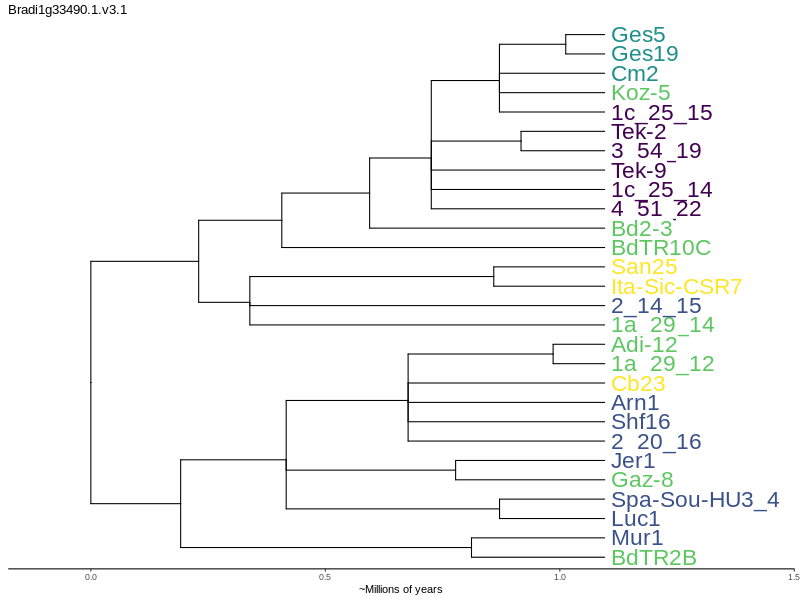 Bradi1g33490.1.v3.1
Ges5
Ges19
Cm2
Koz-5
1c_25_15
Tek-2
3_54_19
Tek-9
1c_25_14
4_51_22
Bd2-3
BdTR10C
San25
Ita-Sic-CSR7
2_14_15
1a_29_14
Adi-12
1a_29_12
Cb23
Arn1
Shf16
2_20_16
Jer1
Gaz-8
Spa-Sou-HU3_4
Luc1
Mur1
BdTR2B
0.0 0.5 1.0 1.5
~Millions of years